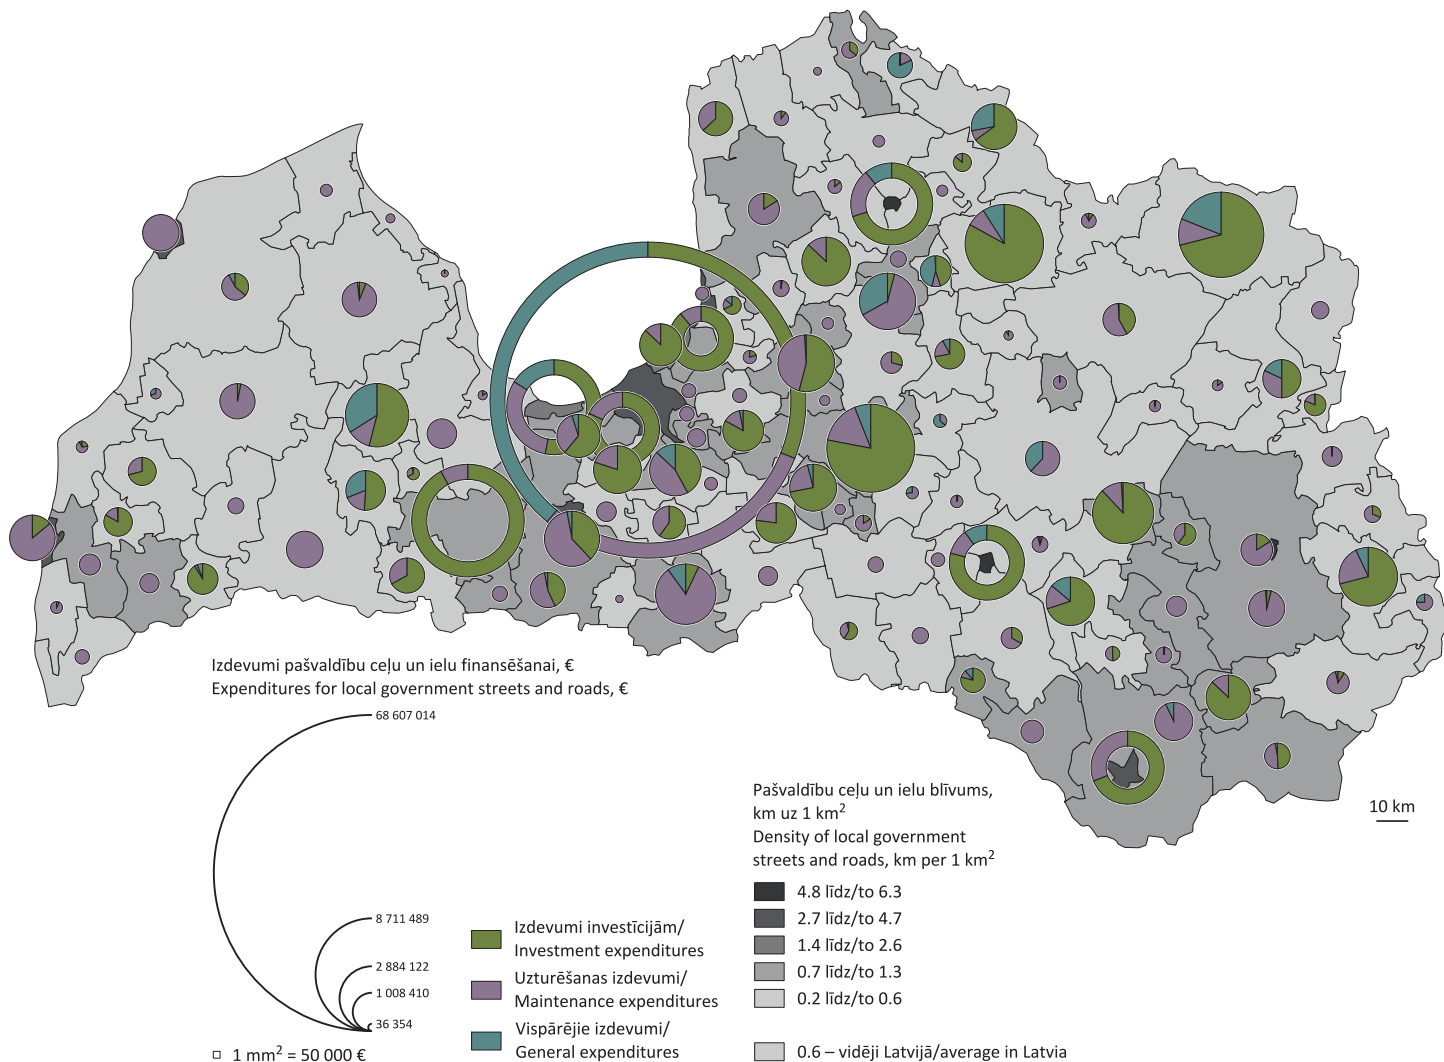 Izdevumi pašvaldību ceļu un ielu finansēšanai, €
Expenditures for local government streets and roads, €
68 607 014
8 711 489
2 884 122
1 008 410
36 354
1 mm² = 50 000 €
Izdevumi investīcijām/
Investment expenditures
Uzturēšanas izdevumi/
Maintenance expenditures
Vispārējie izdevumi/
General expenditures
Pašvaldību ceļu un ielu blīvums,
km uz 1 km²
Density of local government
streets and roads, km per 1 km²
4.8 līdz/to 6.3
2.7 līdz/to 4.7
1.4 līdz/to 2.6
0.7 līdz/to 1.3
0.2 līdz/to 0.6
0.6 – vidēji Latvijā/average in Latvia
10 km